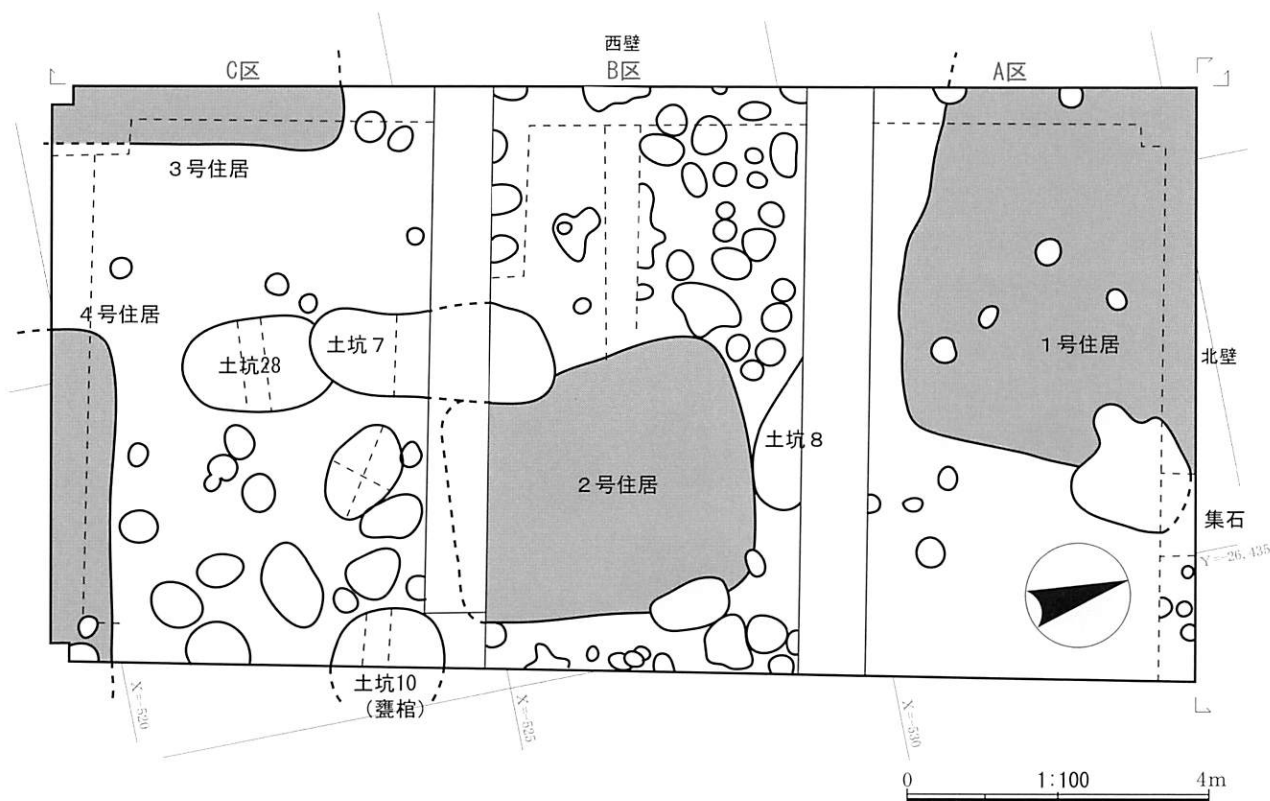 西壁
C区
B区
A区
3号住居
4号住居
土坑28
土坑7
1号住居
北壁
土坑8
2号住居
集石
Y=-26,435
土坑10
(甕棺)
X=-520
X=-525
X=-530
0 1:100 4m